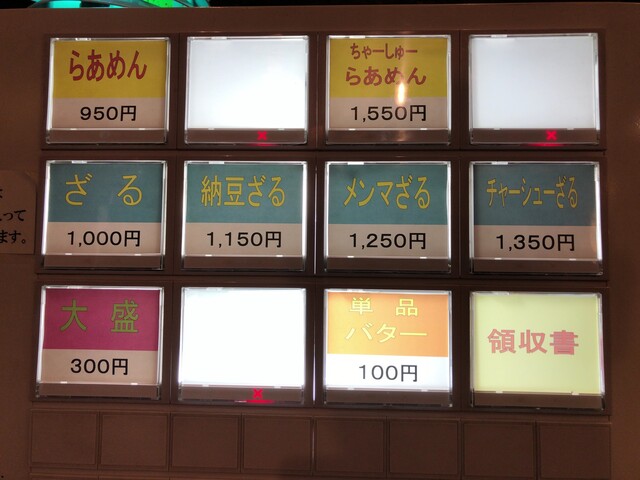 らあめん
950円
ちゃーしゅー
らあめん
1,550円
ざる
1,000円
納豆ざる
1,150円
メンマざる
1,250円
チャーシューざる
1,350円
大盛
300円
単品
バター
100円
領収書
って
ます。